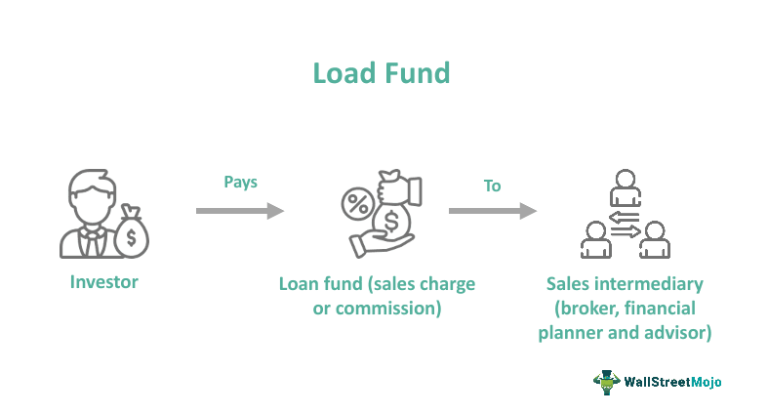 Load Fund
Pays
To
$
%
$
Investor
Loan fund (sales charge
or commission)
Sales intermediary
(broker, financial
planner and advisor)
WallStreetMojo